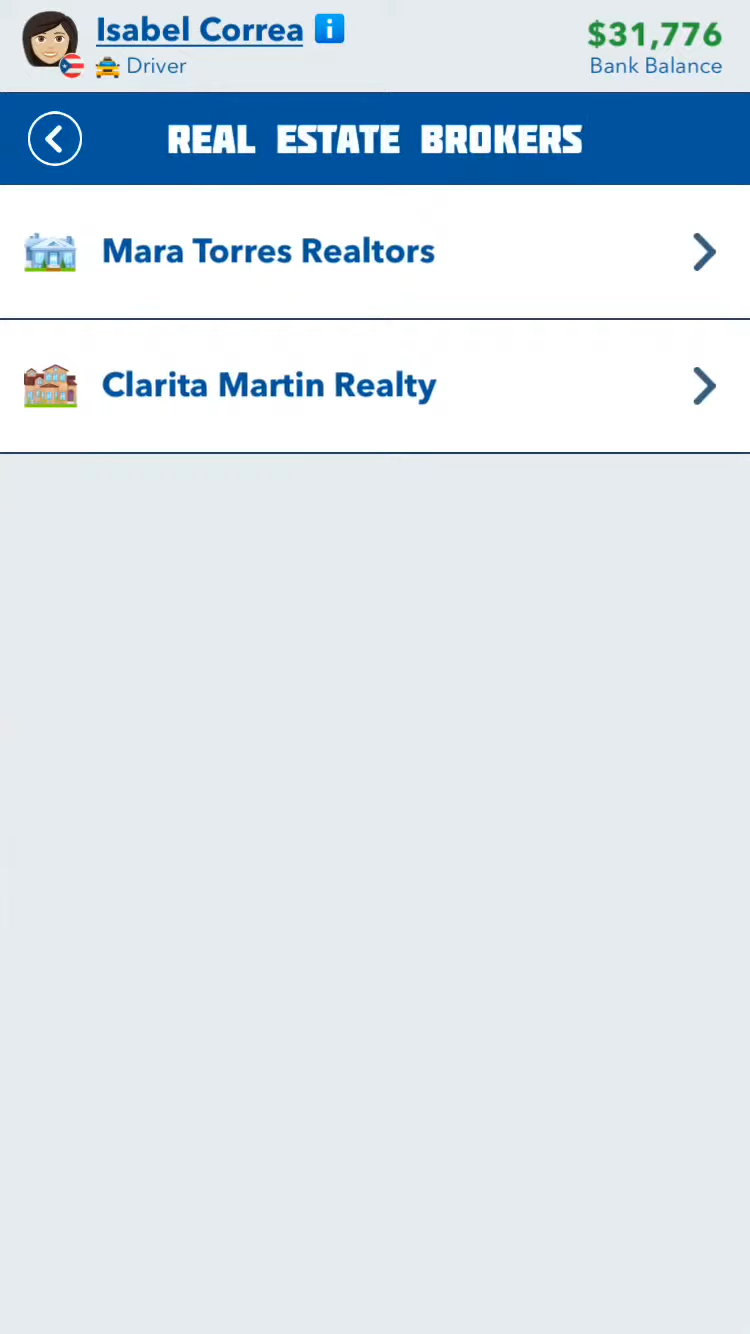 Isabel Correa
Driver
$31,776
Bank Balance
REAL ESTATE BROKERS
Mara Torres Realtors
Clarita Martin Realty